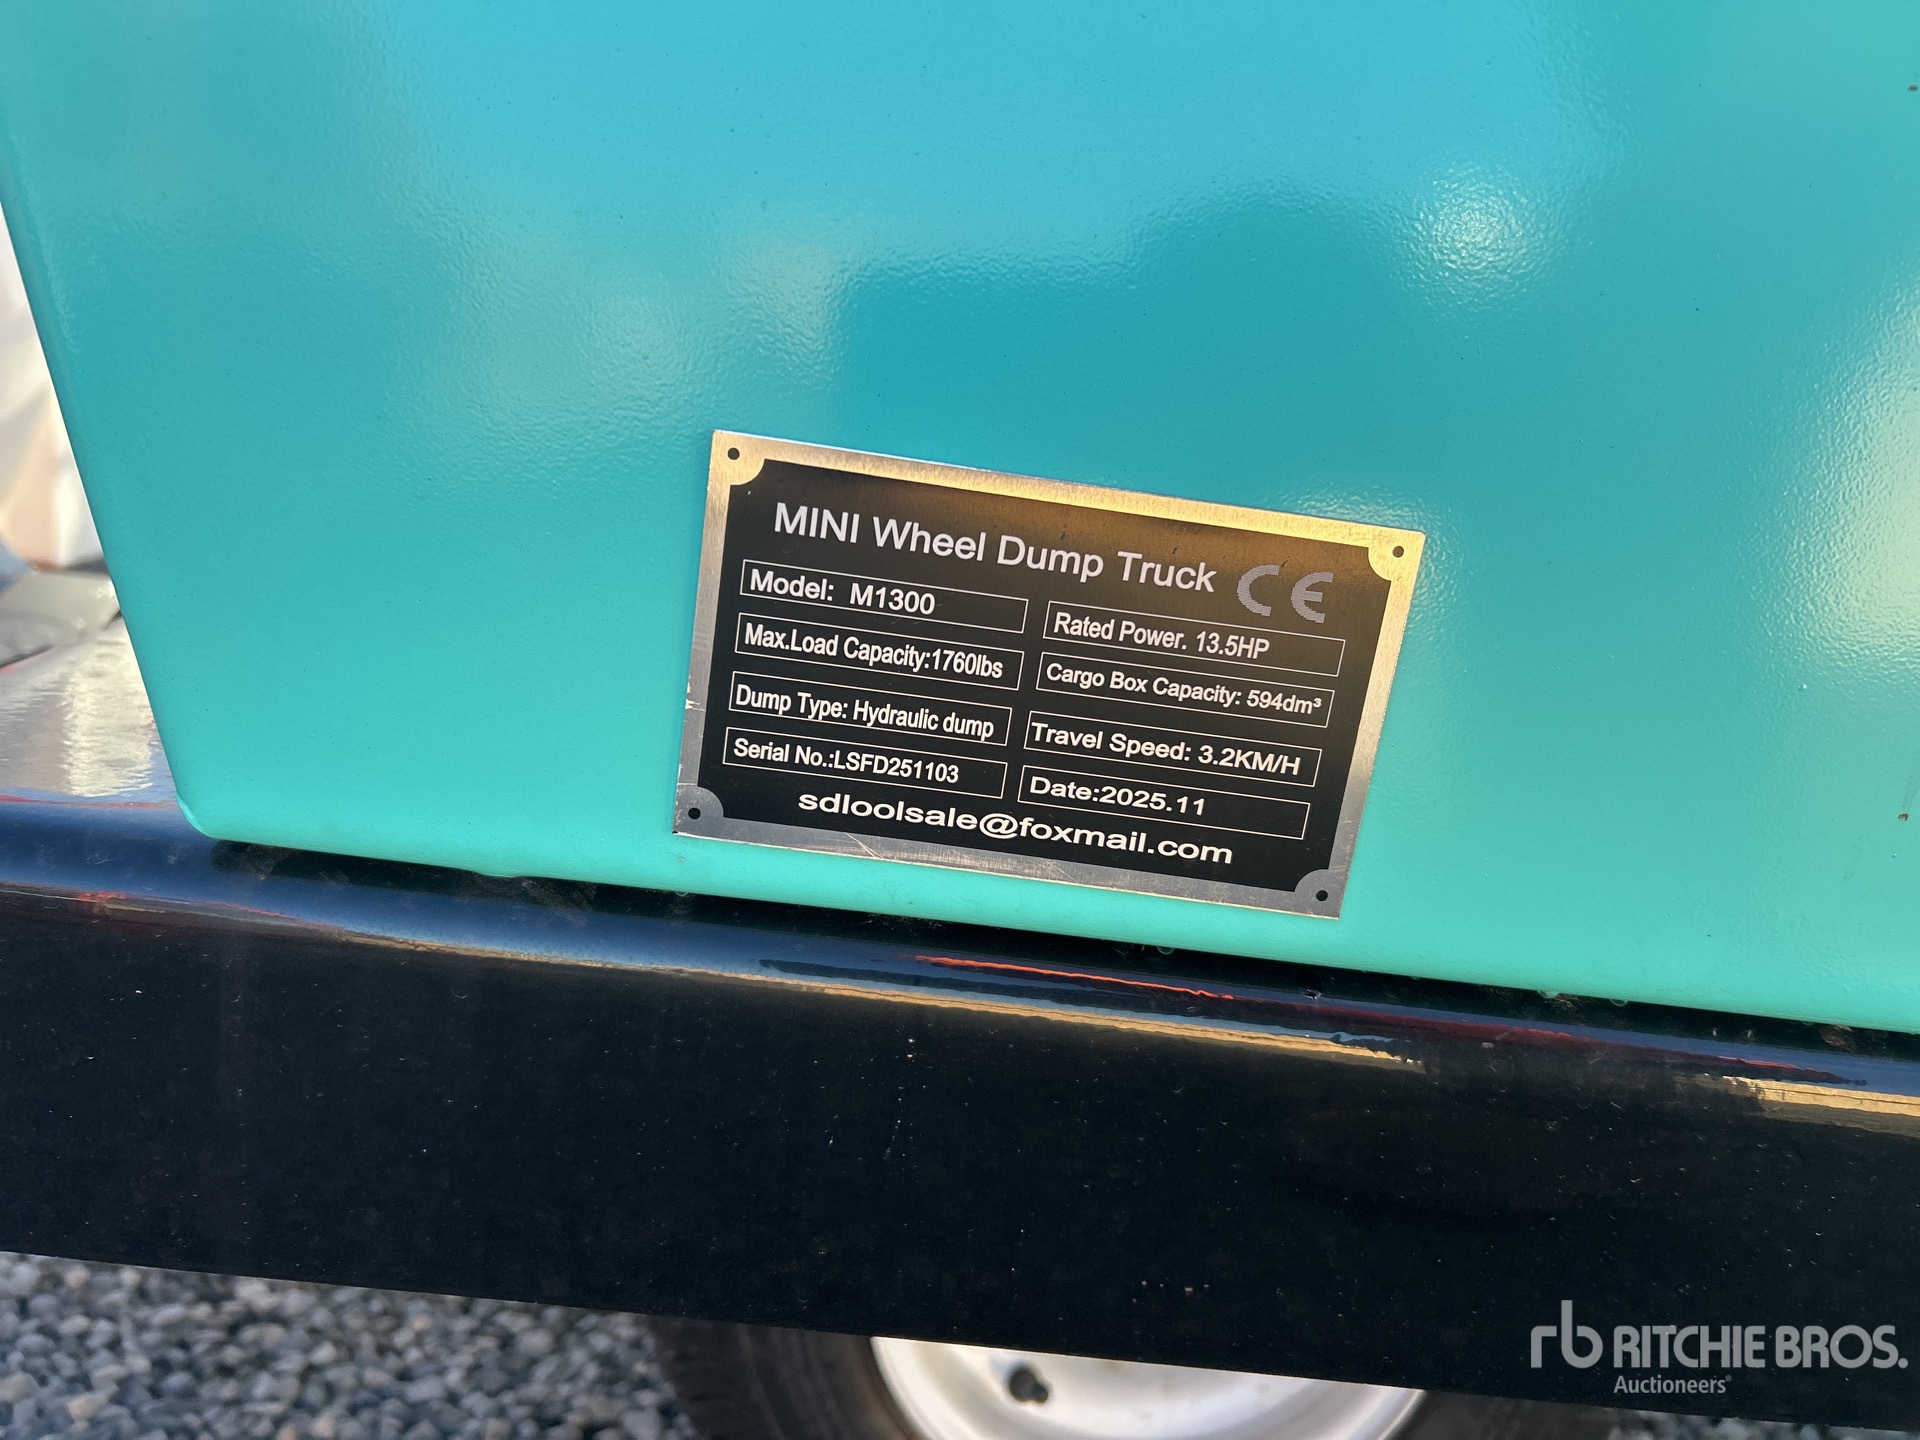 MINI Wheel Dump Truck CE
Model: M1300
Rated Power. 13.5HP
Max.Load Capacity:1760lbs
Cargo Box Capacity: 594dm³
Dump Type: Hydraulic dump
Travel Speed: 3.2KM/H
Serial No.:LSFD251103
Date:2025.11
sdloolsale@foxmail.com
rb RITCHIE BROS.
Auctioneers